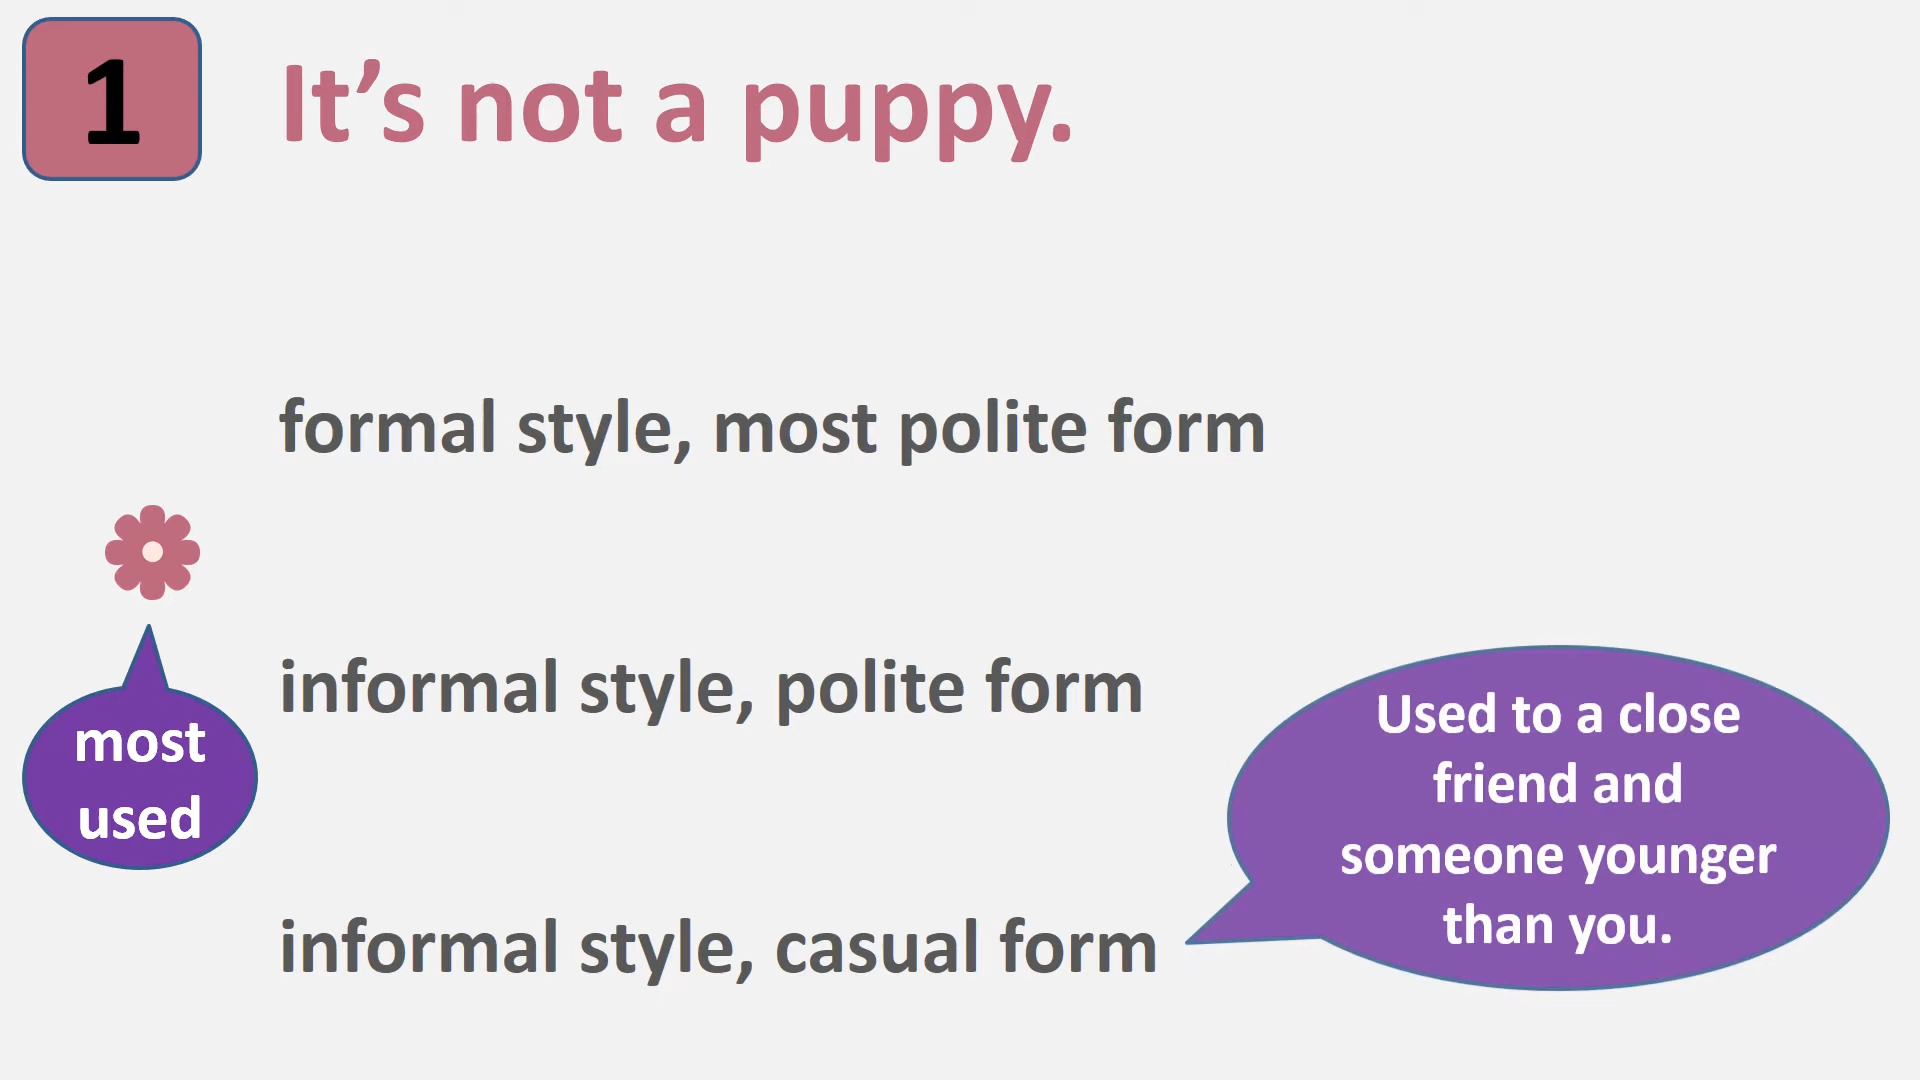 1
It’s not a puppy.
formal style, most polite form
informal style, polite form
most
used
Used to a close
friend and
someone younger
than you.
informal style, casual form